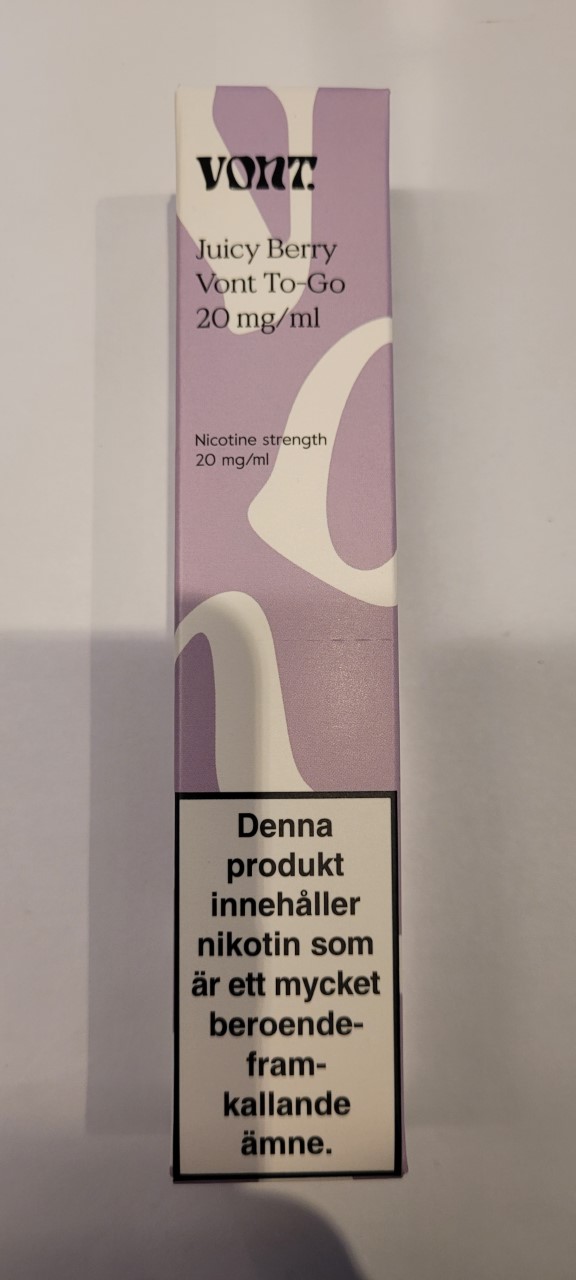 VONT.
Juicy Berry
Vont To-Go
20 mg/ml
Nicotine strength
20 mg/ml
Denna
produkt
innehåller
nikotin som
är ett mycket
beroende-
fram-
kallande
ämne.